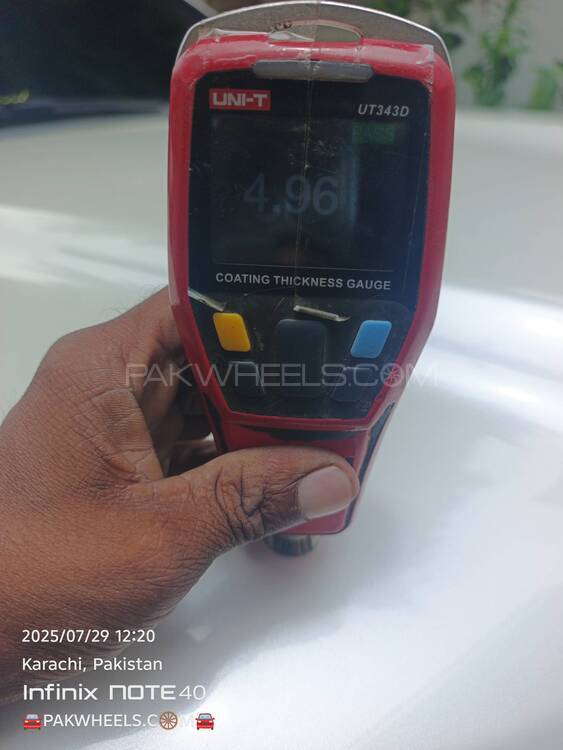 UNI-T
UT343D
PASS
4.96
COATING THICKNESS GAUGE
PAKWHEELS.COM
2025/07/29 12:20
Karachi, Pakistan
Infinix NOTE 40
PAKWHEELS.COM